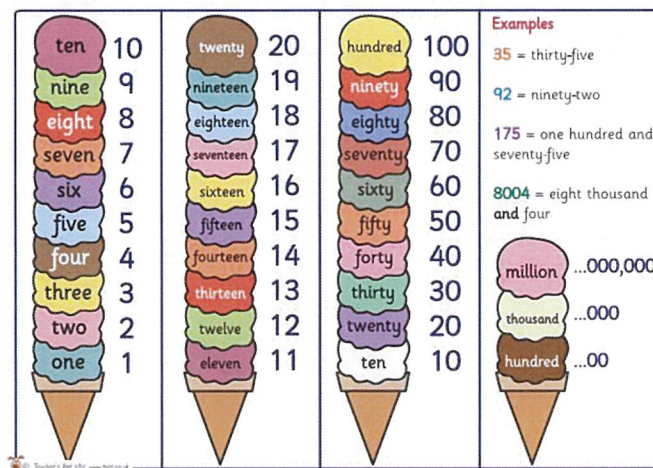 ten 10
nine 9
eight 8
seven 7
six 6
five 5
four 4
three 3
two 2
one 1
twenty 20
nineteen 19
eighteen 18
seventeen 17
sixteen 16
fifteen 15
fourteen 14
thirteen 13
twelve 12
eleven 11
hundred 100
ninety 90
eighty 80
seventy 70
sixty 60
fifty 50
forty 40
thirty 30
twenty 20
ten 10
Examples
35 = thirty-five
92 = ninety-two
175 = one hundred and
seventy-five
8004 = eight thousand
and four
million ...000,000
thousand ...000
hundred ...00